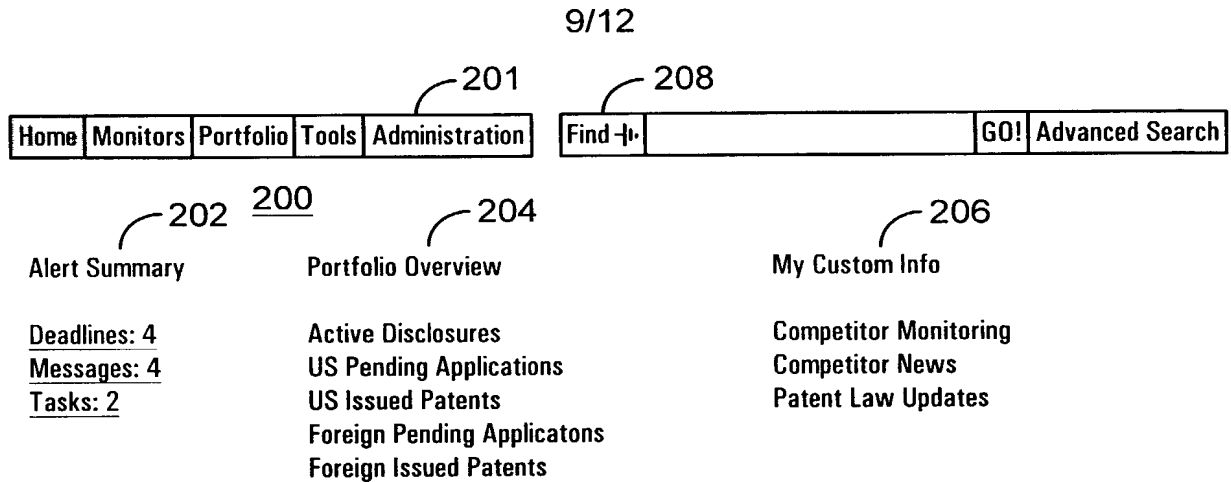 9/12
201 208
Home Monitors Portfolio Tools Administration Find GO! Advanced Search
202 200 204 206
Alert Summary Portfolio Overview My Custom Info
Deadlines: 4 Active Disclosures Competitor Monitoring
Messages: 4 US Pending Applications Competitor News
Tasks: 2 US Issued Patents Patent Law Updates
Foreign Pending Applicatons
Foreign Issued Patents